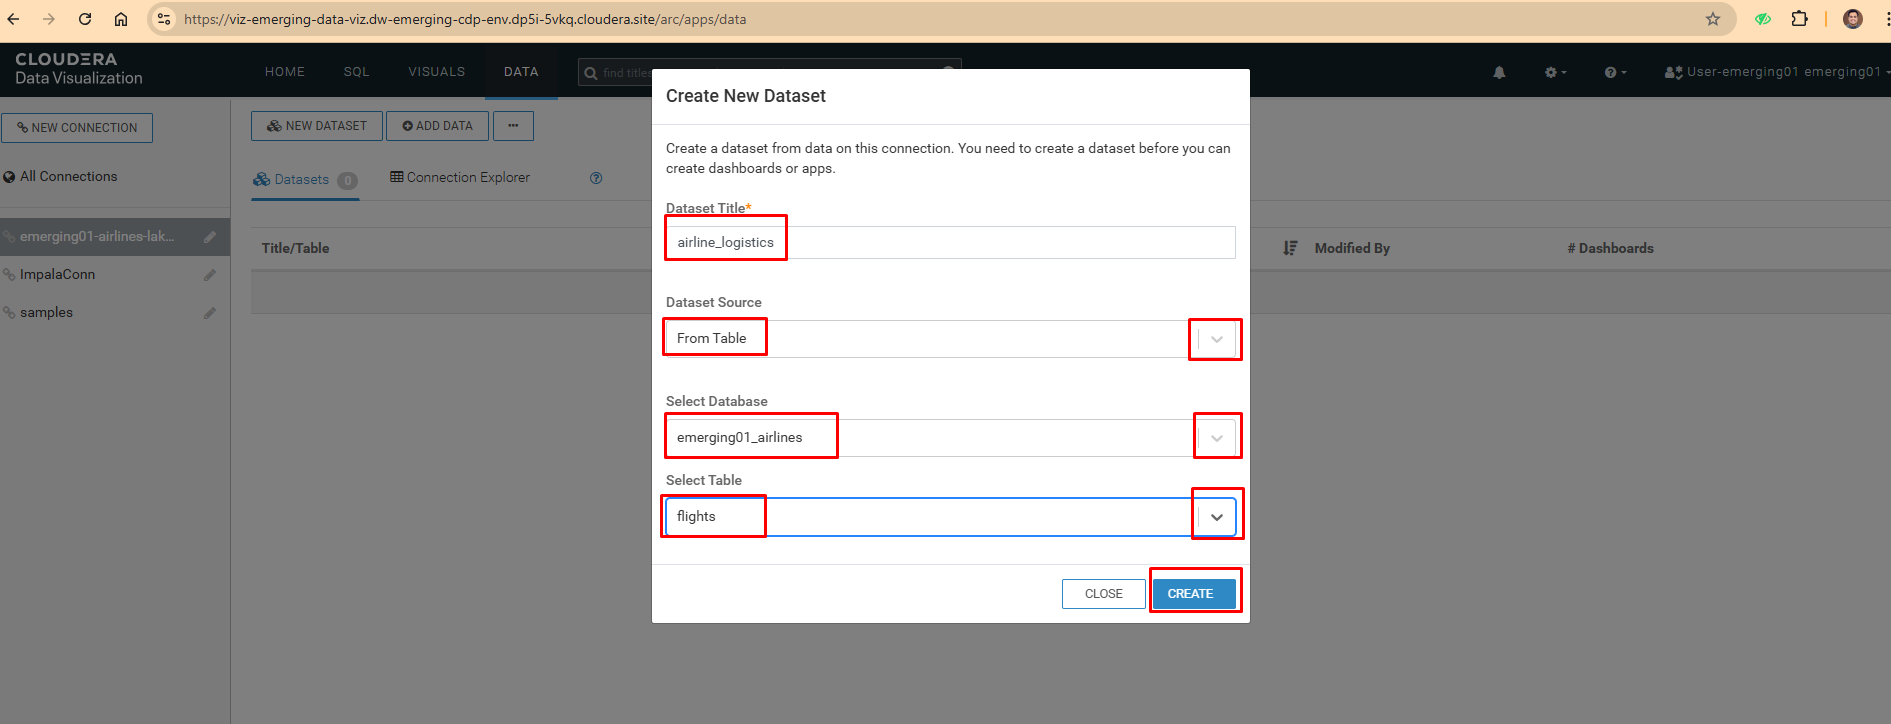 https://viz-emerging-data-viz.dw-emerging-cdp-env.dp5i-5vkq.cloudera.site/arc/apps/data
CLOUDERA
Data Visualization
HOME SQL VISUALS DATA
find titles
User-emerging01 emerging01
NEW CONNECTION
All Connections
emerging01-airlines-lak...
ImpalaConn
samples
NEW DATASET ADD DATA ...
Datasets 0 Connection Explorer
Title/Table Modified By # Dashboards
Create New Dataset
Create a dataset from data on this connection. You need to create a dataset before you can
create dashboards or apps.
Dataset Title*
airline_logistics
Dataset Source
From Table
Select Database
emerging01_airlines
Select Table
flights
CLOSE CREATE